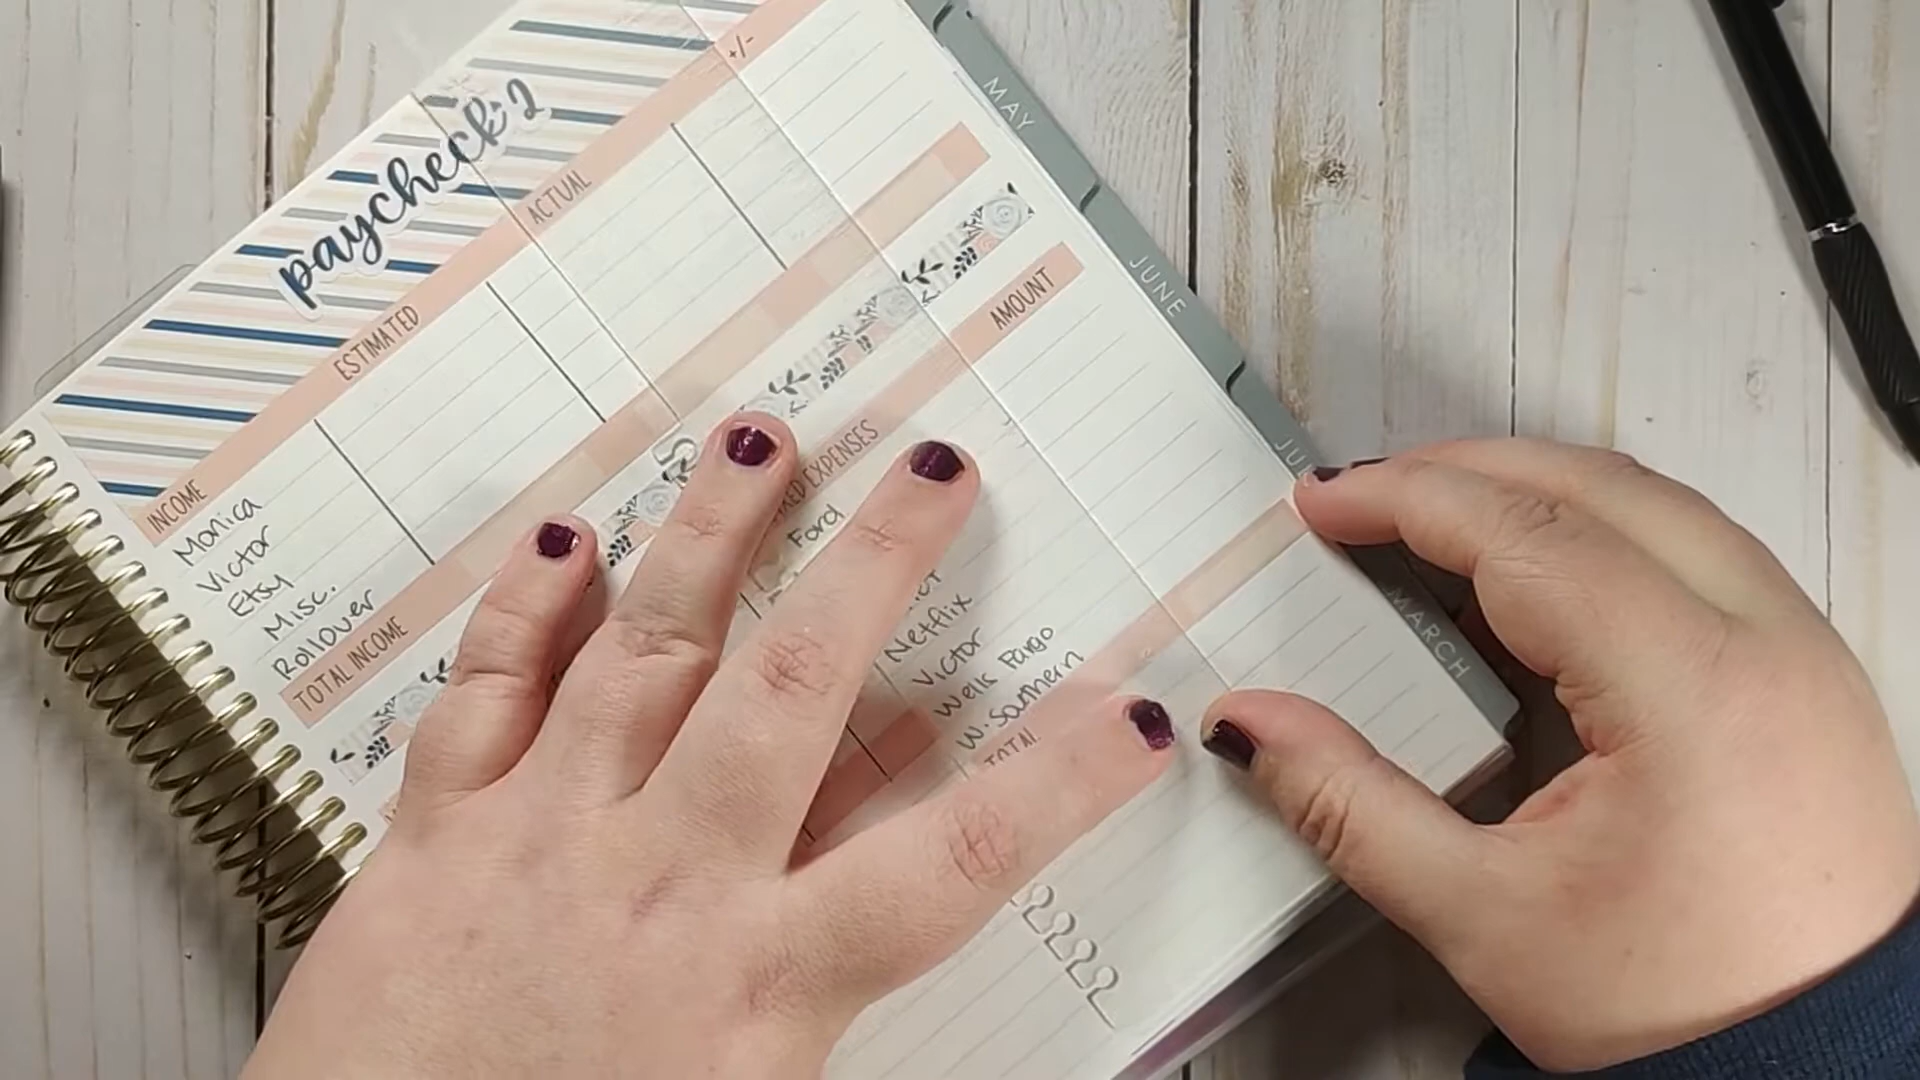 paycheck 2
INCOME ESTIMATED ACTUAL +/-
Monica
Victor
Etsy
Misc.
Rollover
TOTAL INCOME
EXPENSES AMOUNT
Ford
Netflix
Victor
Wells Fargo
W. Southern
TOTAL
MAY
JUNE
MARCH